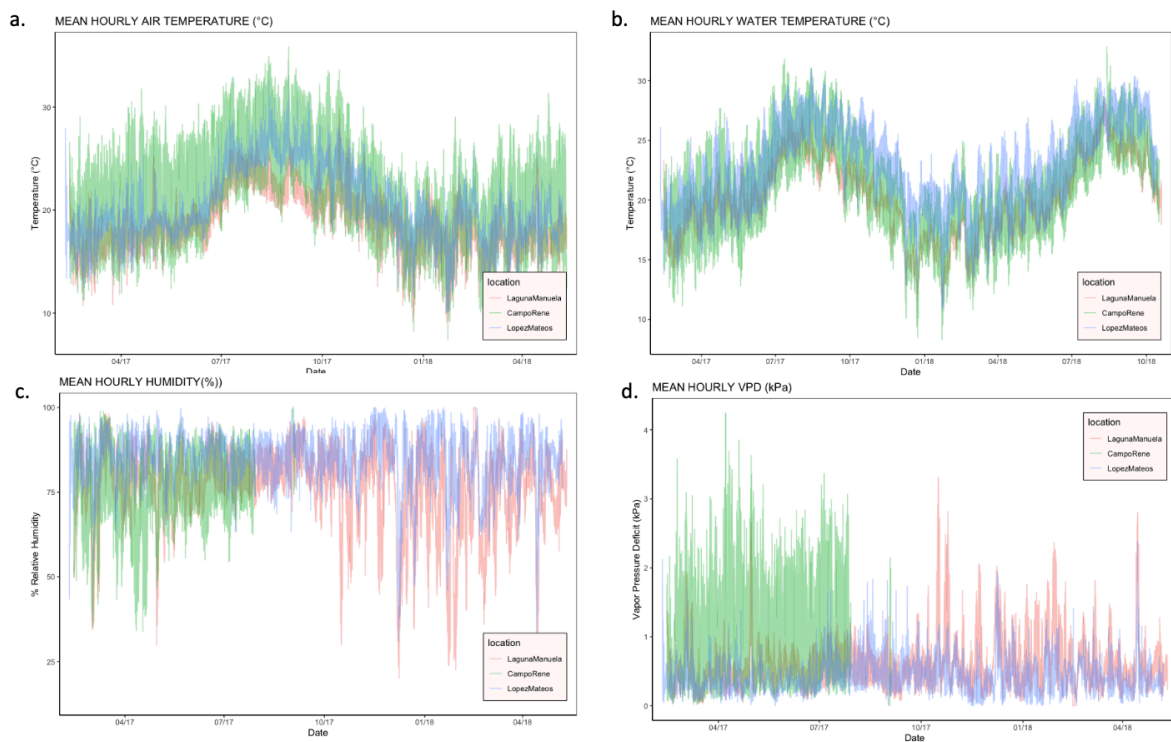 a.
MEAN HOURLY AIR TEMPERATURE (°C)
30
20
10
Temperature (°C)
04/17
07/17
10/17
01/18
04/18
Date
location
LagunaManuela
CampoRene
LopezMateos
b.
MEAN HOURLY WATER TEMPERATURE (°C)
30
25
20
15
10
Temperature (°C)
04/17
07/17
10/17
01/18
04/18
07/18
10/18
Date
location
LagunaManuela
CampoRene
LopezMateos
c.
MEAN HOURLY HUMIDITY(%))
100
75
50
25
% Relative Humidity
04/17
07/17
10/17
01/18
04/18
Date
location
LagunaManuela
CampoRene
LopezMateos
d.
MEAN HOURLY VPD (kPa)
4
3
2
1
0
Vapor Pressure Deficit (kPa)
04/17
07/17
10/17
01/18
04/18
Date
location
LagunaManuela
CampoRene
LopezMateos